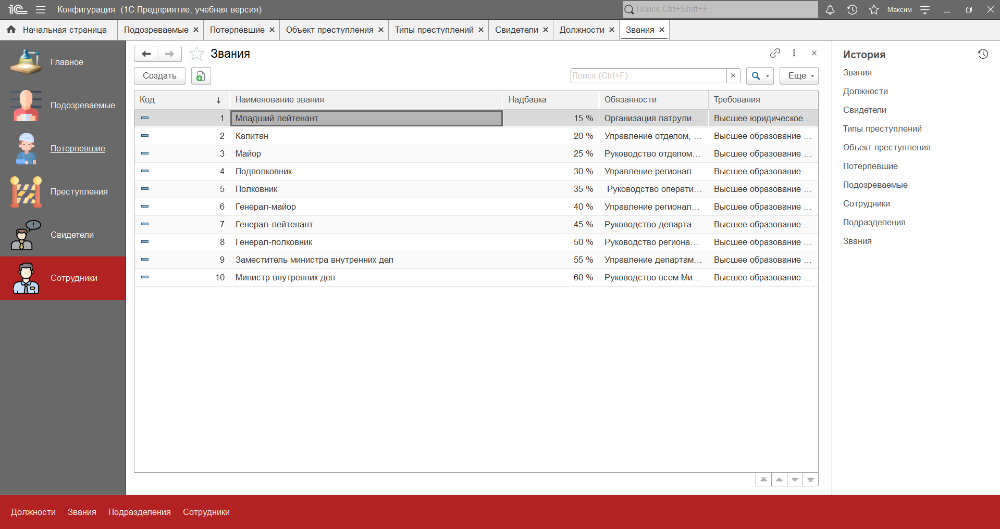 1С Конфигурация (1С:Предприятие, учебная версия) Поиск Ctrl+Shift+F Максим
Начальная страница Подозреваемые Потерпевшие Объект преступления Типы преступлений Свидетели Должности Звания
Главное
Подозреваемые
Потерпевшие
Преступления
Свидетели
Сотрудники
Звания
Создать Поиск (Ctrl+F) Еще
Код Наименование звания Надбавка Обязанности Требования
1 Младший лейтенант 15 % Организация патрули... Высшее юридическое...
2 Капитан 20 % Управление отделом, ... Высшее образование ...
3 Майор 25 % Руководство отделом... Высшее образование ...
4 Подполковник 30 % Управление регионал... Высшее образование ...
5 Полковник 35 % Руководство операти... Высшее образование ...
6 Генерал-майор 40 % Управление регионал... Высшее образование ...
7 Генерал-лейтенант 45 % Руководство департа... Высшее образование ...
8 Генерал-полковник 50 % Руководство региона... Высшее образование ...
9 Заместитель министра внутренних дел 55 % Управление департам... Высшее образование ...
10 Министр внутренних дел 60 % Руководство всем Ми... Высшее образование ...
История
Звания
Должности
Свидетели
Типы преступлений
Объект преступления
Потерпевшие
Подозреваемые
Сотрудники
Подразделения
Звания
Должности Звания Подразделения Сотрудники